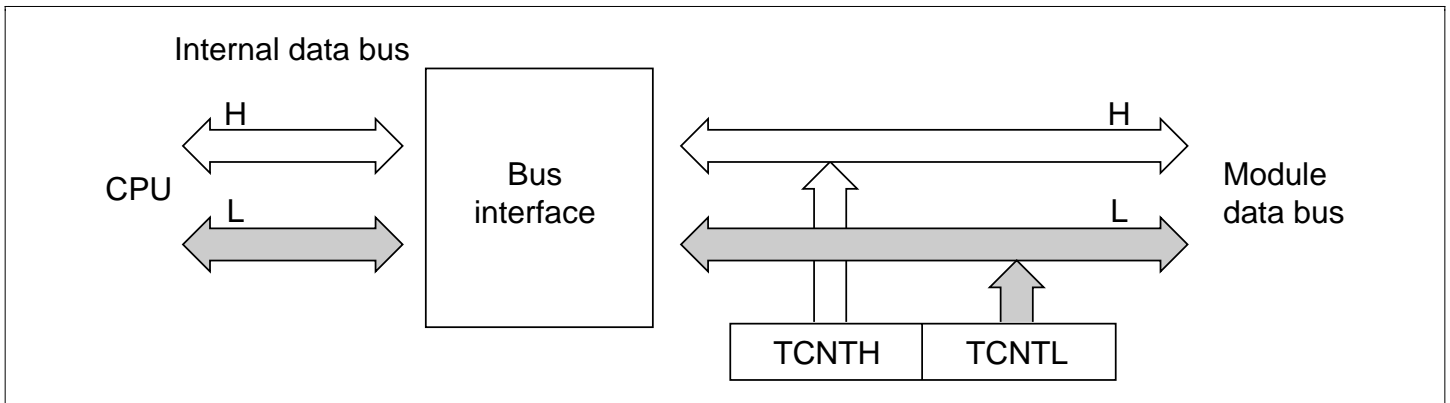 Internal data bus
H
H
CPU
Bus
interface
Module
data bus
L
L
TCNTH
TCNTL